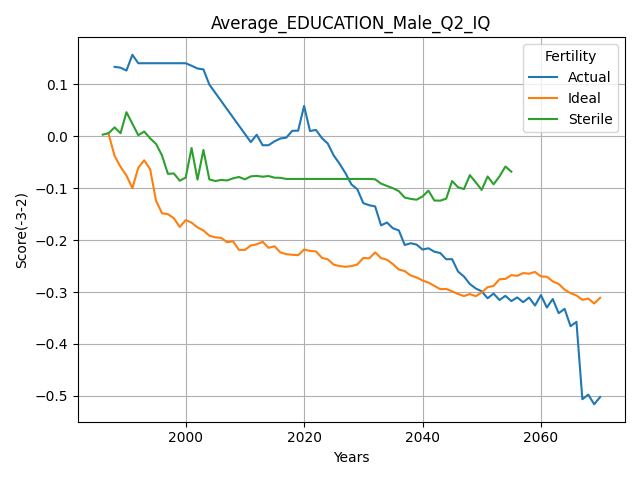 Average_EDUCATION_Male_Q2_IQ
Fertility
Actual
Ideal
Sterile
Score(-3-2)
0.1
0.0
−0.1
−0.2
−0.3
−0.4
−0.5
2000
2020
2040
2060
Years